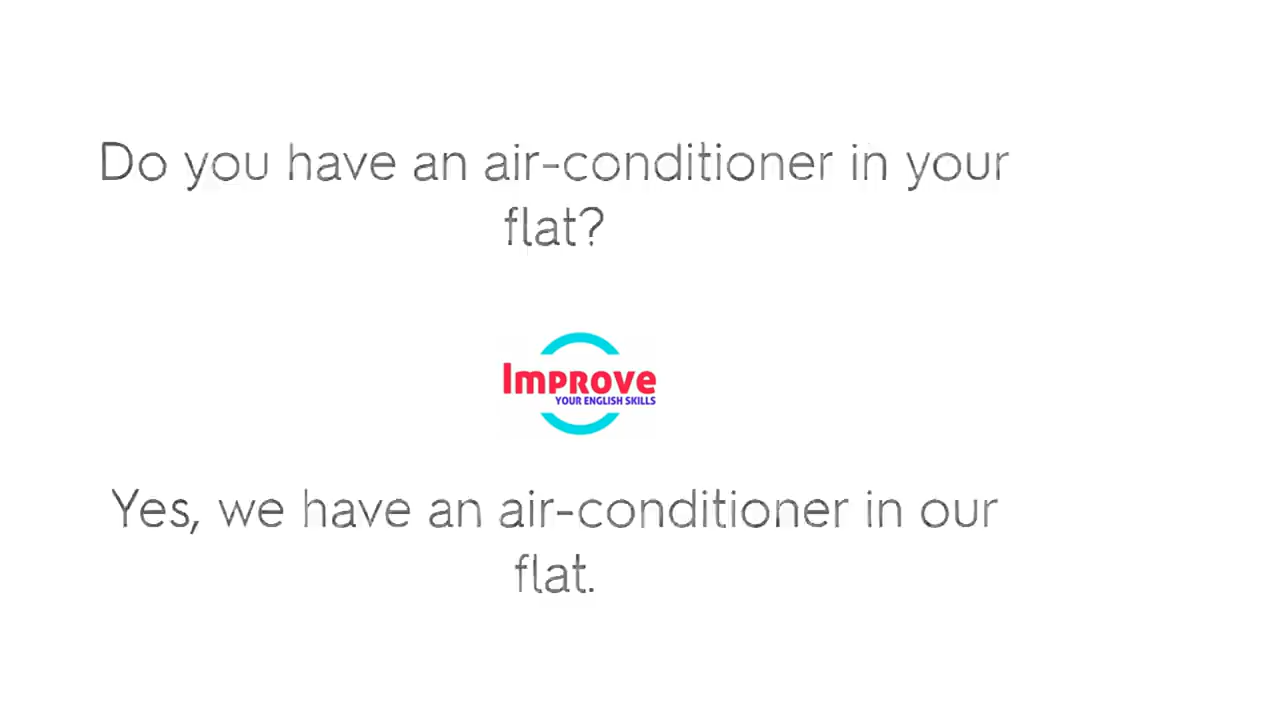 Do you have an air-conditioner in your
flat?
Improve
YOUR ENGLISH SKILLS
Yes, we have an air-conditioner in our
flat.